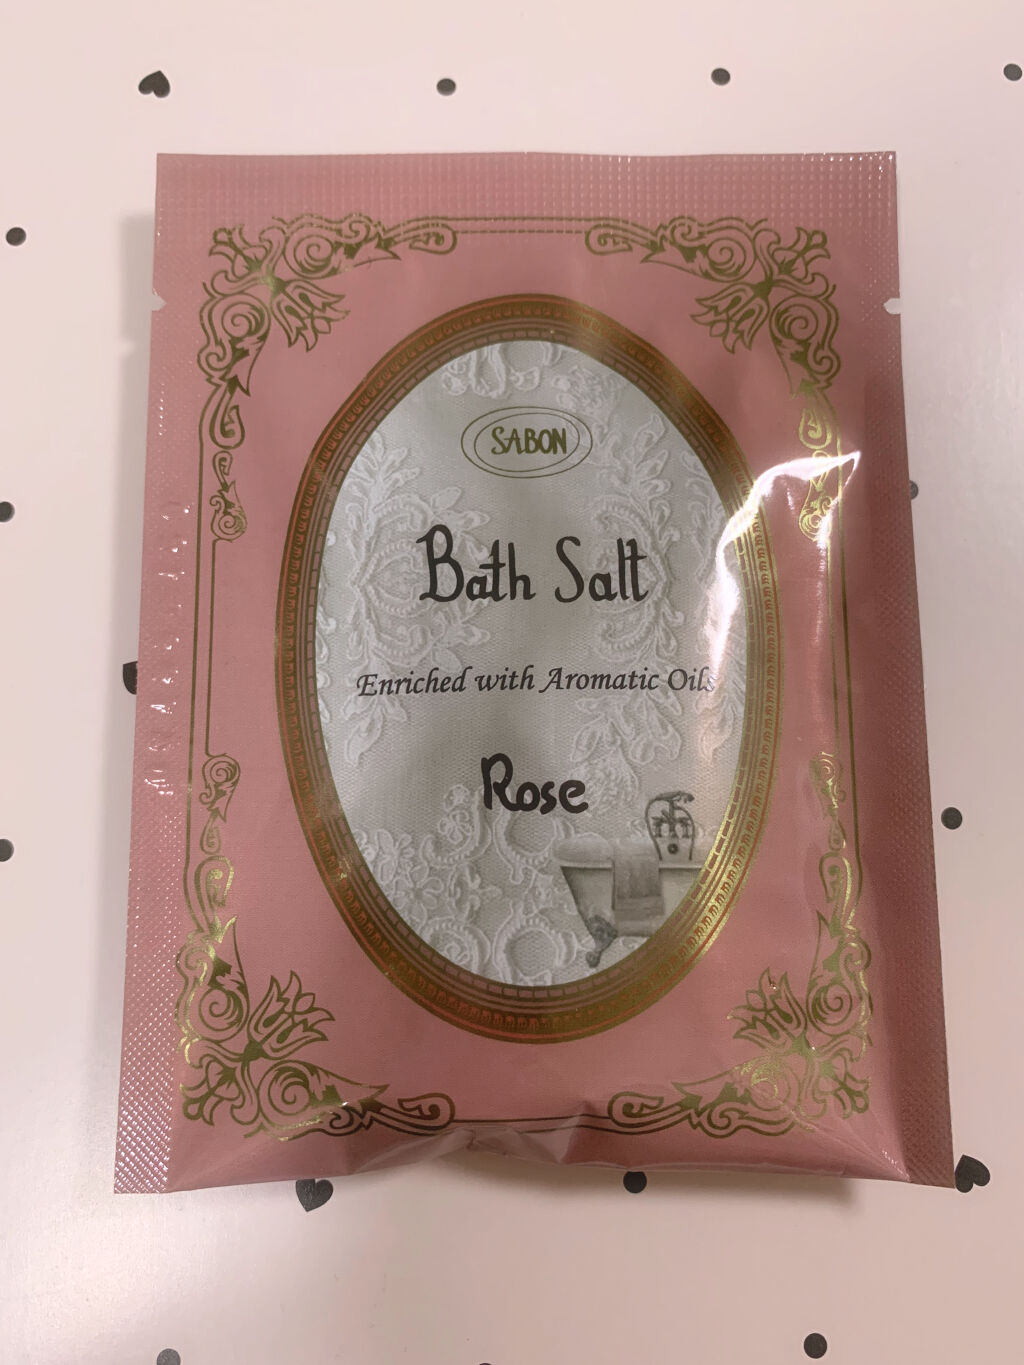 SABON
Bath Salt
Enriched with Aromatic Oils
Rose